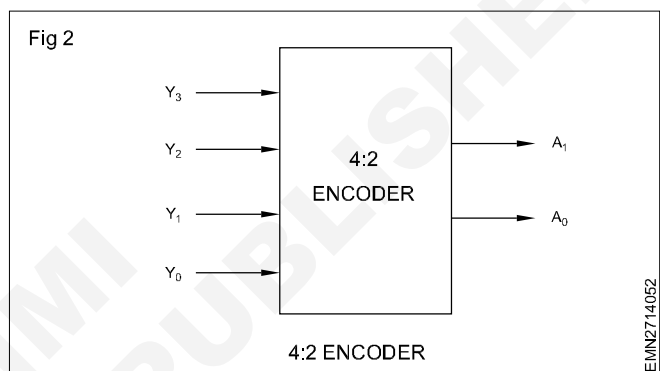 Fig 2
Y₃
Y₂
Y₁
Y₀
4:2
ENCODER
A₁
A₀
4:2 ENCODER
EMN2714052